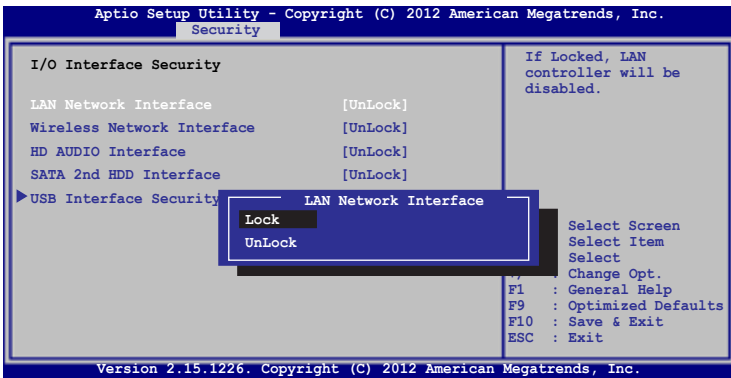 Aptio Setup Utility - Copyright (C) 2012 American Megatrends, Inc.
Security
I/O Interface Security
LAN Network Interface [UnLock]
Wireless Network Interface [UnLock]
HD AUDIO Interface [UnLock]
SATA 2nd HDD Interface [UnLock]
USB Interface Security
LAN Network Interface
Lock
UnLock
If Locked, LAN
controller will be
disabled.
Select Screen
Select Item
Select
: Change Opt.
F1 : General Help
F9 : Optimized Defaults
F10 : Save & Exit
ESC : Exit
Version 2.15.1226. Copyright (C) 2012 American Megatrends, Inc.